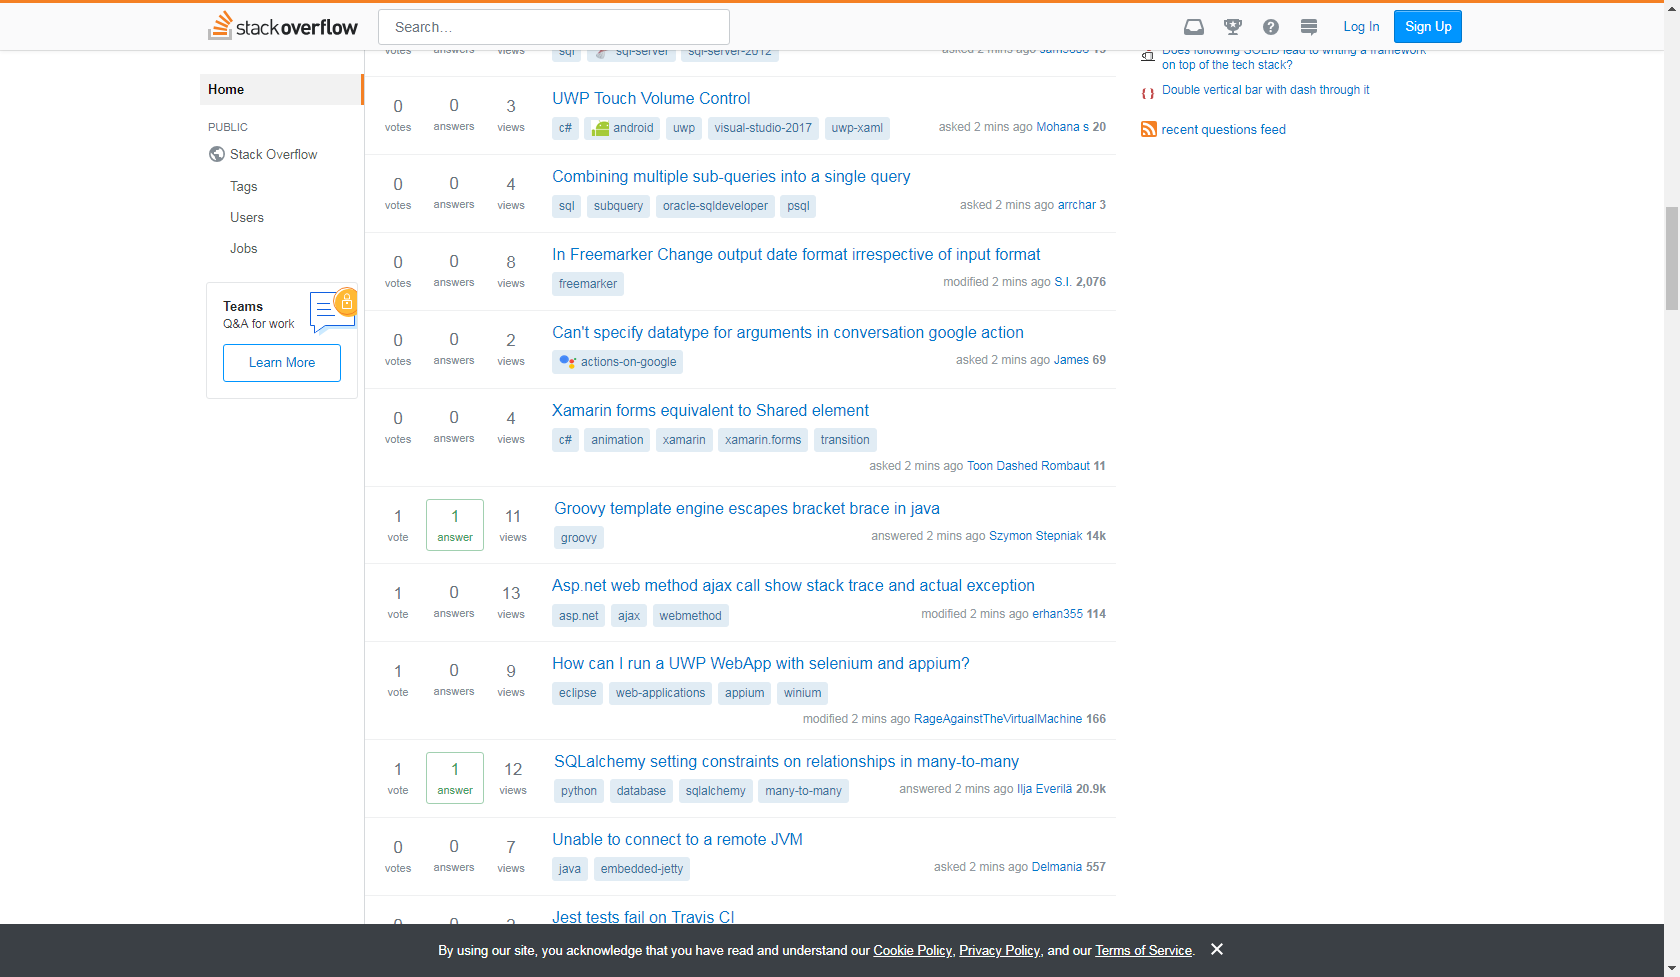 stackoverflow
Search…
Log In
Sign Up
votes answers views
sql sql-server sql-server-2012
Does following SOLID lead to writing a framework
on top of the tech stack?
Double vertical bar with dash through it
recent questions feed
Home
PUBLIC
Stack Overflow
Tags
Users
Jobs
Teams
Q&A for work
Learn More
0 votes
0 answers
3 views
UWP Touch Volume Control
c# android uwp visual-studio-2017 uwp-xaml
asked 2 mins ago Mohana s 20
0 votes
0 answers
4 views
Combining multiple sub-queries into a single query
sql subquery oracle-sqldeveloper psql
asked 2 mins ago arrchar 3
0 votes
0 answers
8 views
In Freemarker Change output date format irrespective of input format
freemarker
modified 2 mins ago S.I. 2,076
0 votes
0 answers
2 views
Can't specify datatype for arguments in conversation google action
actions-on-google
asked 2 mins ago James 69
0 votes
0 answers
4 views
Xamarin forms equivalent to Shared element
c# animation xamarin xamarin.forms transition
asked 2 mins ago Toon Dashed Rombaut 11
1 vote
1 answer
11 views
Groovy template engine escapes bracket brace in java
groovy
answered 2 mins ago Szymon Stepniak 14k
1 vote
0 answers
13 views
Asp.net web method ajax call show stack trace and actual exception
asp.net ajax webmethod
modified 2 mins ago erhan355 114
1 vote
0 answers
9 views
How can I run a UWP WebApp with selenium and appium?
eclipse web-applications appium winium
modified 2 mins ago RageAgainstTheVirtualMachine 166
1 vote
1 answer
12 views
SQLalchemy setting constraints on relationships in many-to-many
python database sqlalchemy many-to-many
answered 2 mins ago Ilja Everilä 20.9k
0 votes
0 answers
7 views
Unable to connect to a remote JVM
java embedded-jetty
asked 2 mins ago Delmania 557
Jest tests fail on Travis CI
By using our site, you acknowledge that you have read and understand our Cookie Policy, Privacy Policy, and our Terms of Service.